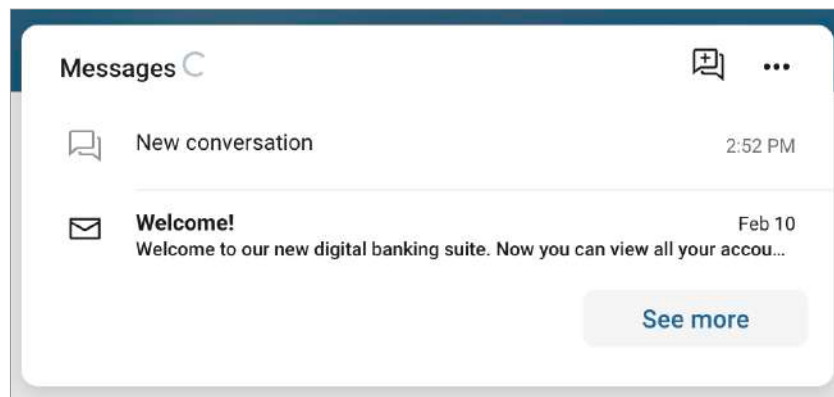 Messages
New conversation
2:52 PM
Welcome!
Feb 10
Welcome to our new digital banking suite. Now you can view all your accou...
See more